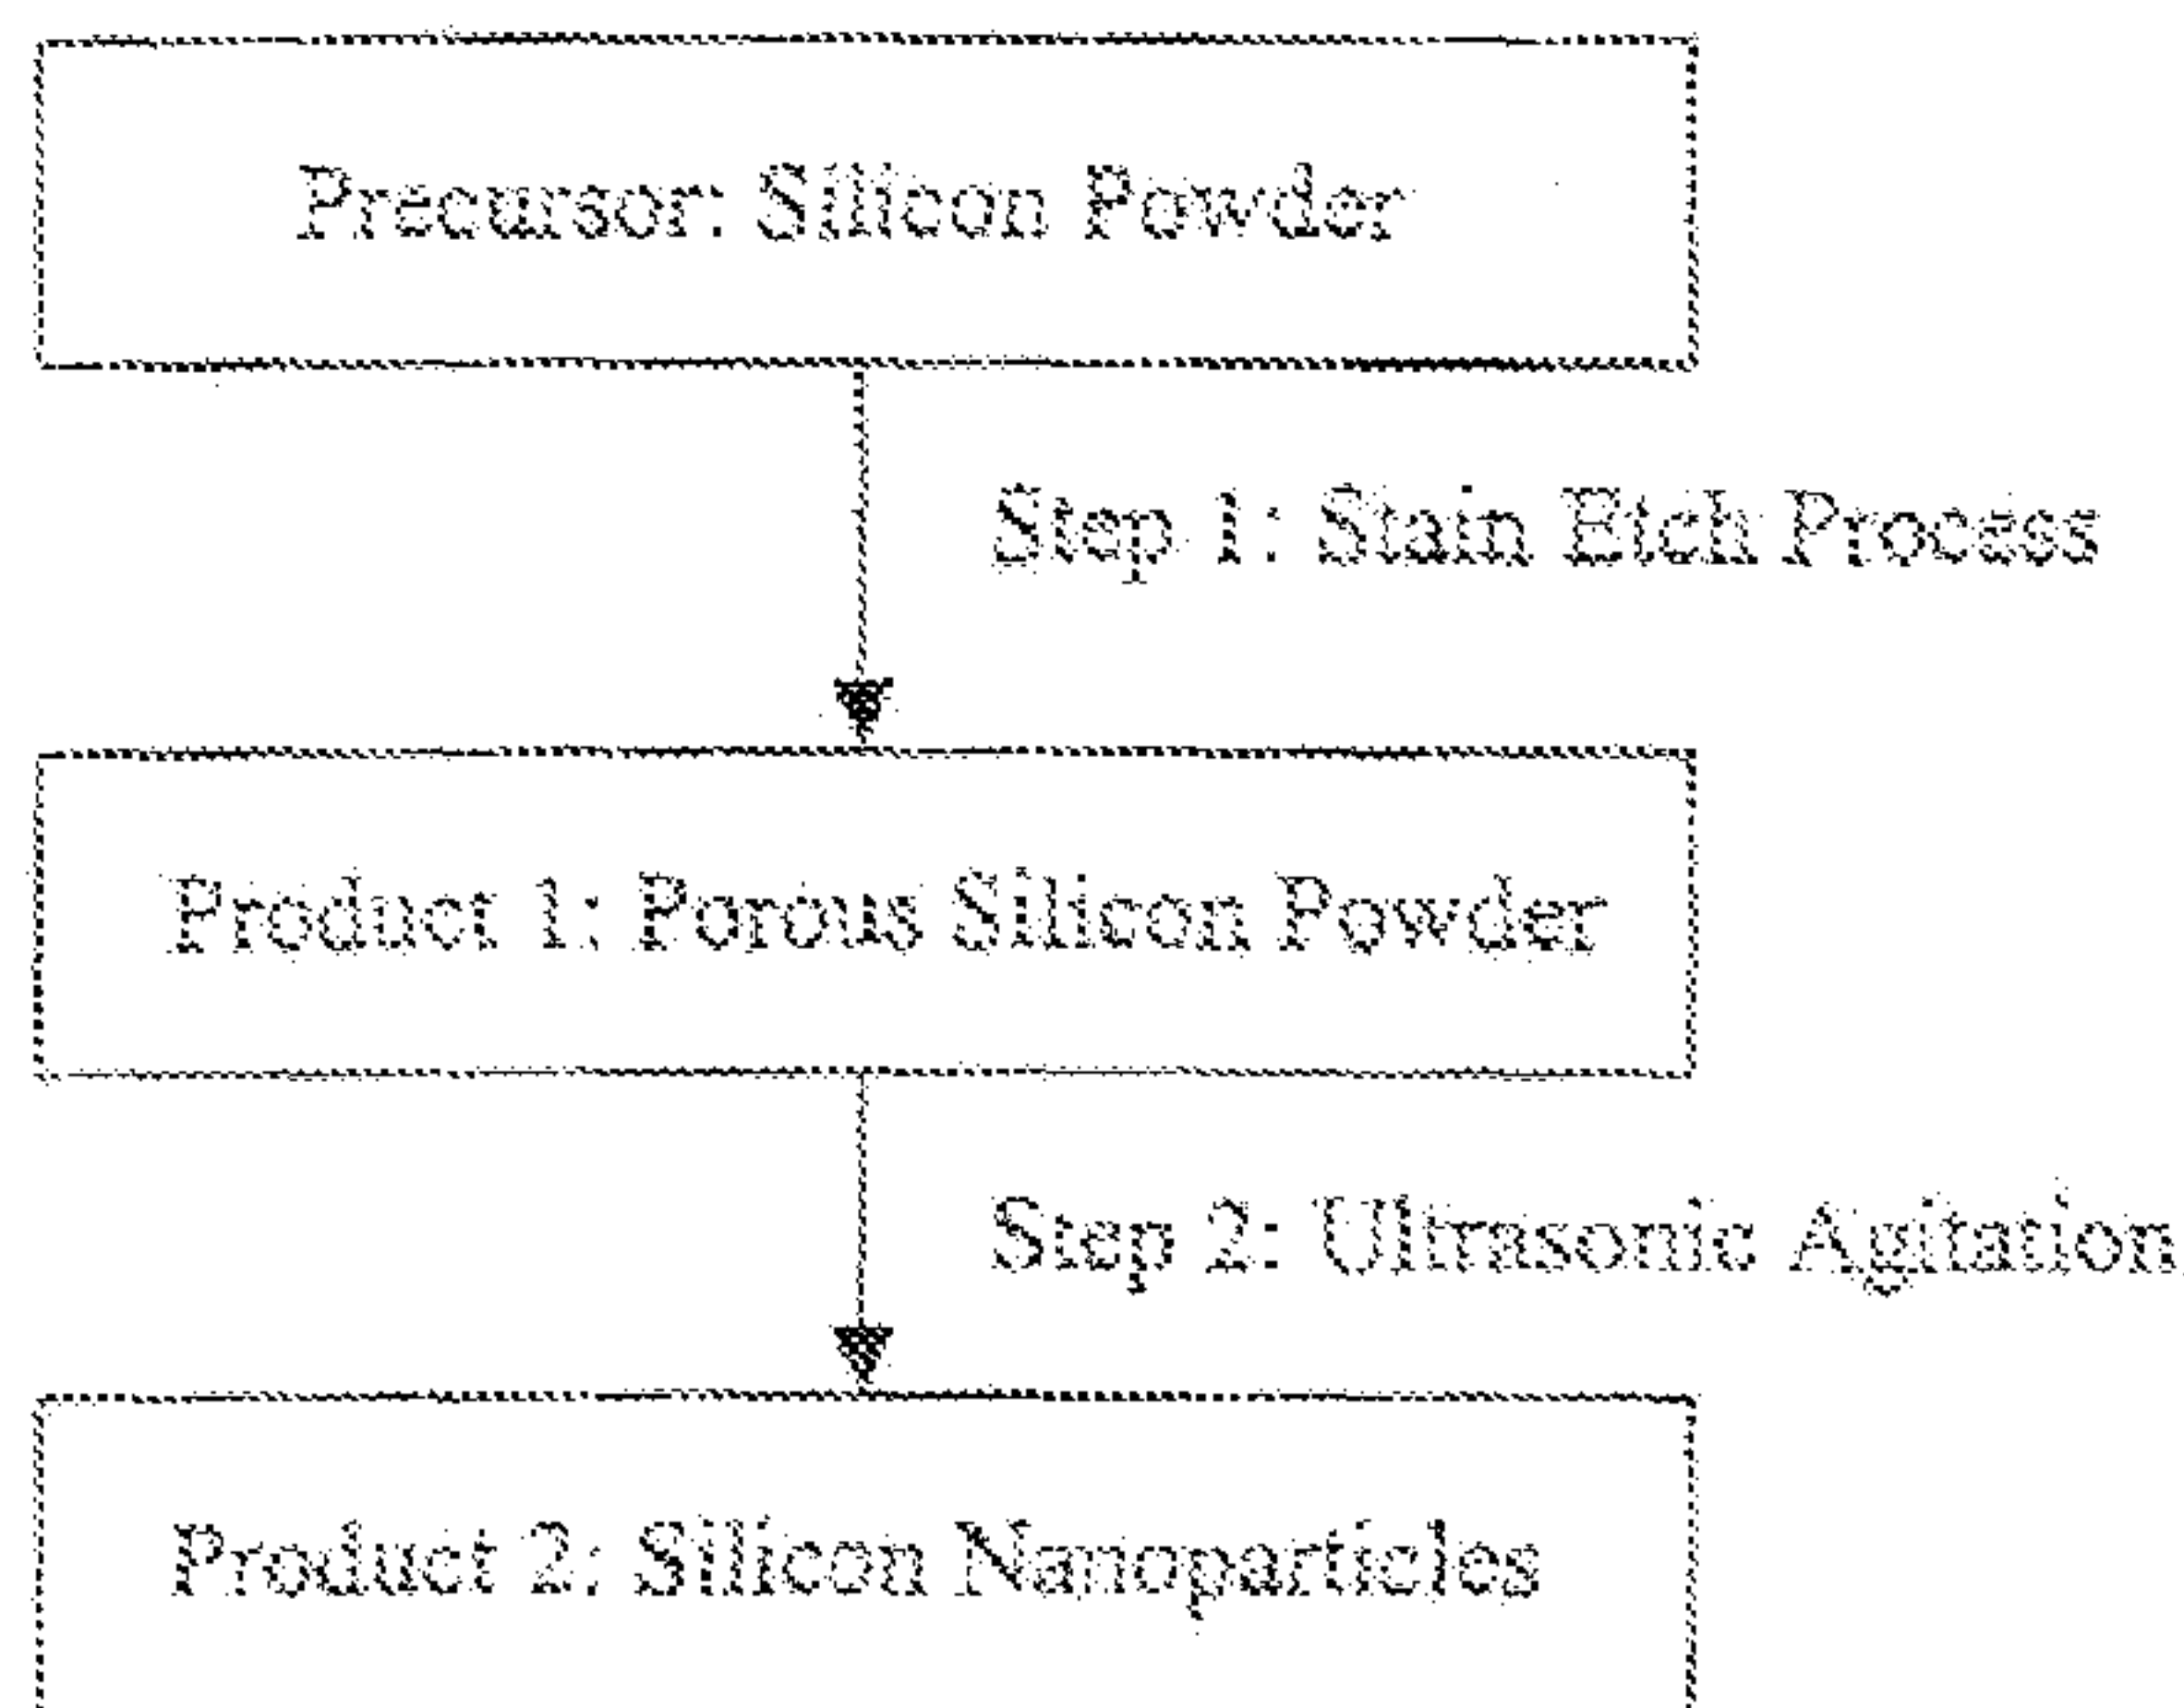 Precursor: Silicon Powder
Step 1: Stain Etch Process
Product 1: Porous Silicon Powder
Step 2: Ultrasonic Agitation
Product 2: Silicon Nanoparticles